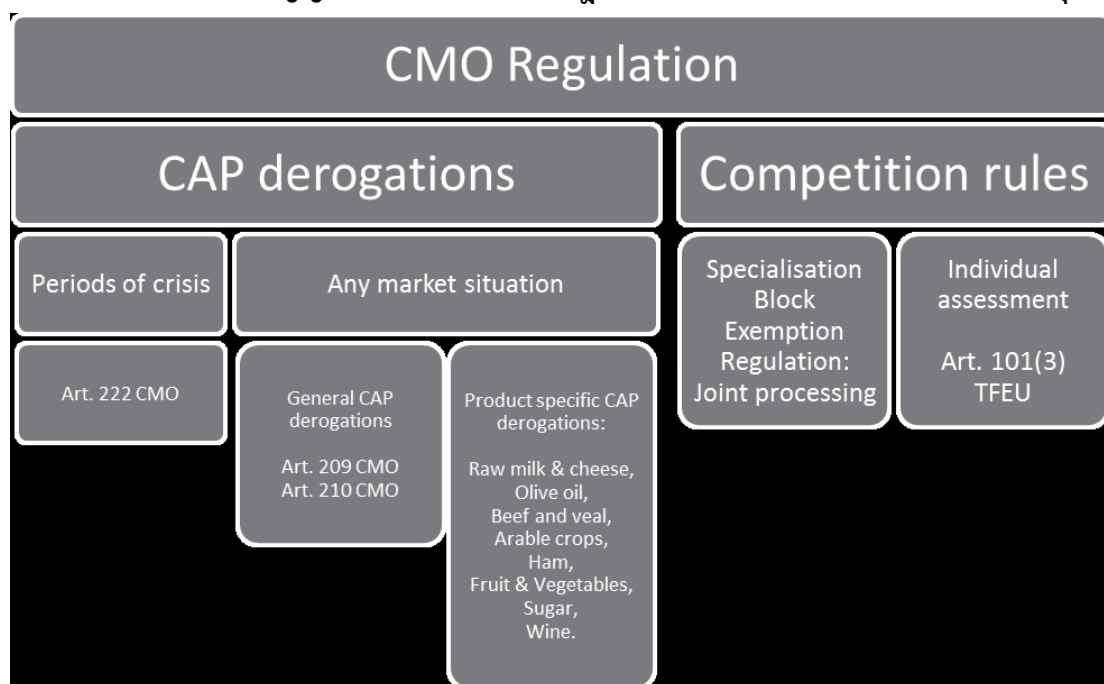 CMO Regulation
CAP derogations
Competition rules
Periods of crisis
Any market situation
Specialisation
Block
Exemption
Regulation:
Joint processing
Individual
assessment
Art. 101(3)
TFEU
Art. 222 CMO
General CAP
derogations
Art. 209 CMO
Art. 210 CMO
Product specific CAP
derogations:
Raw milk & cheese,
Olive oil,
Beef and veal,
Arable crops,
Ham,
Fruit & Vegetables,
Sugar,
Wine.